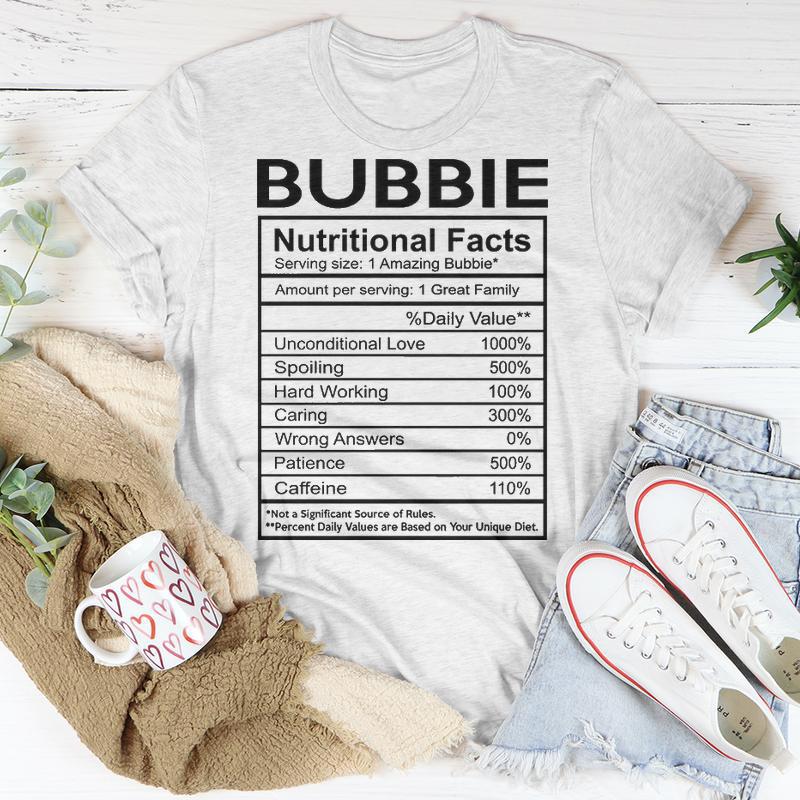 BUBBIE
Nutritional Facts
Serving size: 1 Amazing Bubbie*
Amount per serving: 1 Great Family
%Daily Value**
Unconditional Love 1000%
Spoiling 500%
Hard Working 100%
Caring 300%
Wrong Answers 0%
Patience 500%
Caffeine 110%
*Not a Significant Source of Rules.
**Percent Daily Values are Based on Your Unique Diet.